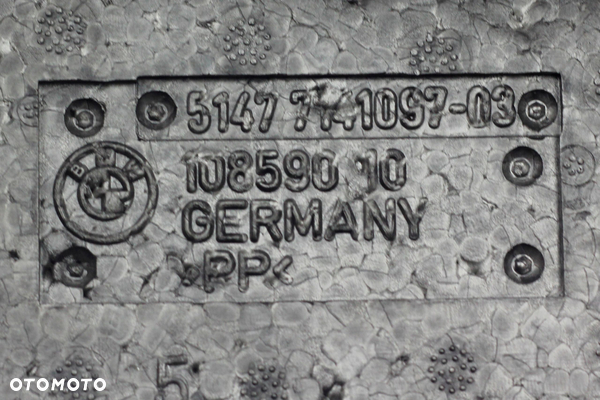 5147 7141097-03
BMW
108590 10
GERMANY
>PP<
5
OTOMOTO